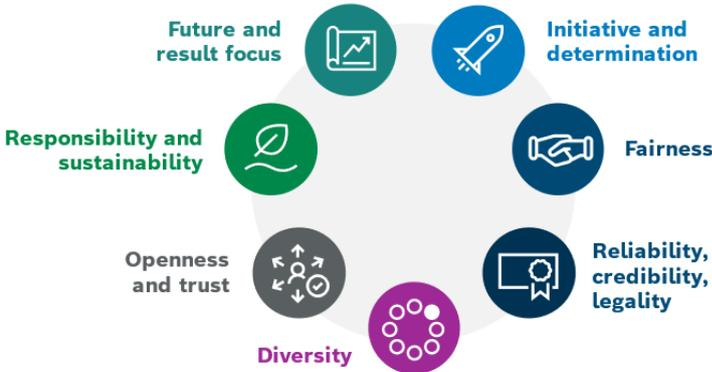 Future and
result focus
Initiative and
determination
Responsibility and
sustainability
Fairness
Openness
and trust
Reliability,
credibility,
legality
Diversity